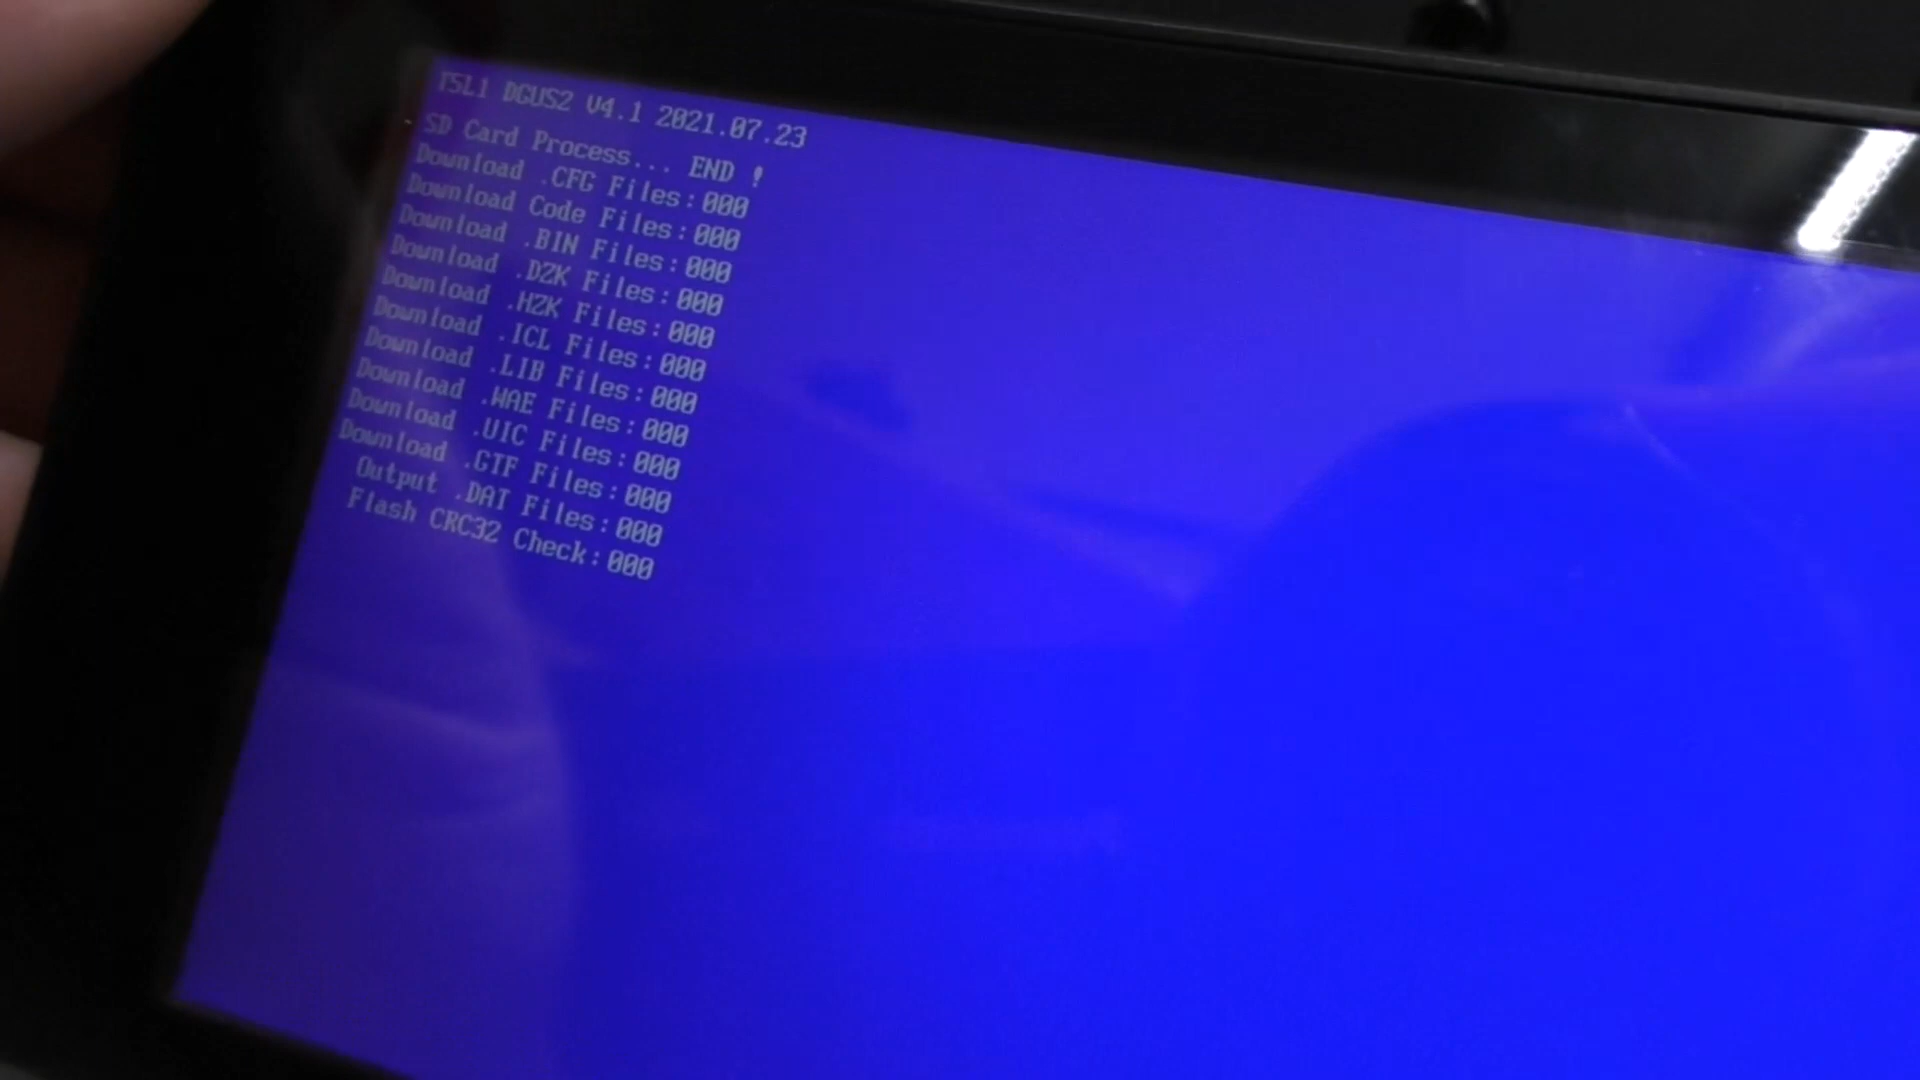 T5L1 DGUS2 V4.1 2021.07.23
SD Card Process... END !
Download .CFG Files:000
Download Code Files:000
Download .BIN Files:000
Download .DZK Files:000
Download .HZK Files:000
Download .ICL Files:000
Download .LIB Files:000
Download .WAE Files:000
Download .UIC Files:000
Download .GTF Files:000
Output .DAT Files:000
Flash CRC32 Check:000